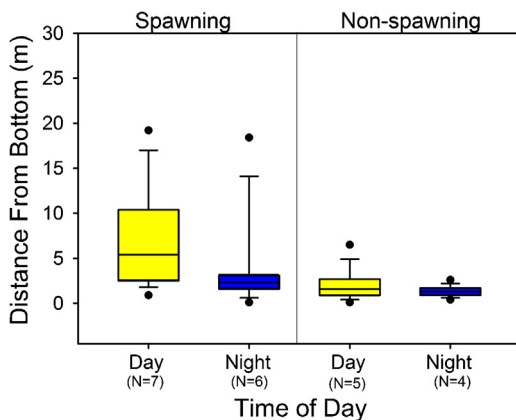 Spawning Non-spawning
Distance From Bottom (m)
30
25
20
15
10
5
0
Day Night Day Night
(N=7) (N=6) (N=5) (N=4)
Time of Day